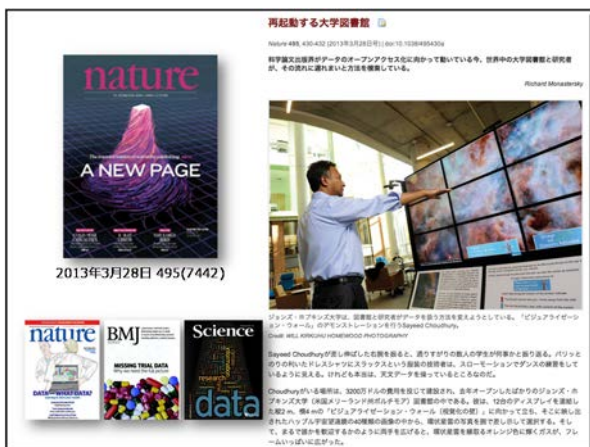 nature
A NEW PAGE
2013年3月28日 495(7442)
nature
DATA — WHAT DATA?
BMJ
MISSING TRIAL DATA
Why we need the full picture
Science
research
data
再起動する大学図書館
Nature 495, 430-432 (2013年3月28日号) | doi:10.1038/495430a
科学論文出版界がデータのオープンアクセス化に向かって動いている今、世界中の大学図書館と研究者
が、その流れに遅れまいと方法を模索している。
Richard Monastersky
ジョンズ・ホプキンズ大学は、図書館と研究者がデータを扱う方法を変えようとしている。「ビジュアライゼーシ
ョン・ウォール」のデモンストレーションを行うSayeed Choudhury。
Credit: WILL KIRK/JHU HOMEWOOD PHOTOGRAPHY
Sayeed Choudhuryが差し伸ばした右腕を振ると、通りすがりの数人の学生が何事かと振り返る。パリッと
のりの利いたドレスシャツにスラックスという服装の技術者は、スローモーションでダンスの練習をして
いるように見える。けれども本当は、天文データを操っているところなのだ。
Choudhuryがいる場所は、3200万ドルの費用を投じて建設され、去年オープンしたばかりのジョンズ・ホ
プキンズ大学（米国メリーランド州ボルチモア）図書館の中である。彼は、12台のディスプレイを連結し
た縦2 m、横4 mの「ビジュアライゼーション・ウォール（視覚化の壁）」に向かって立ち、そこに映し出
されたハッブル宇宙望遠鏡の40種類の画像の中から、環状星雲の写真を腕で差し示して選択する。そし
て、まるで誰かを歓迎するかのように両手を広げると、環状星雲を縁取るオレンジ色に輝くガスが、フレ
ームいっぱいに広がった。